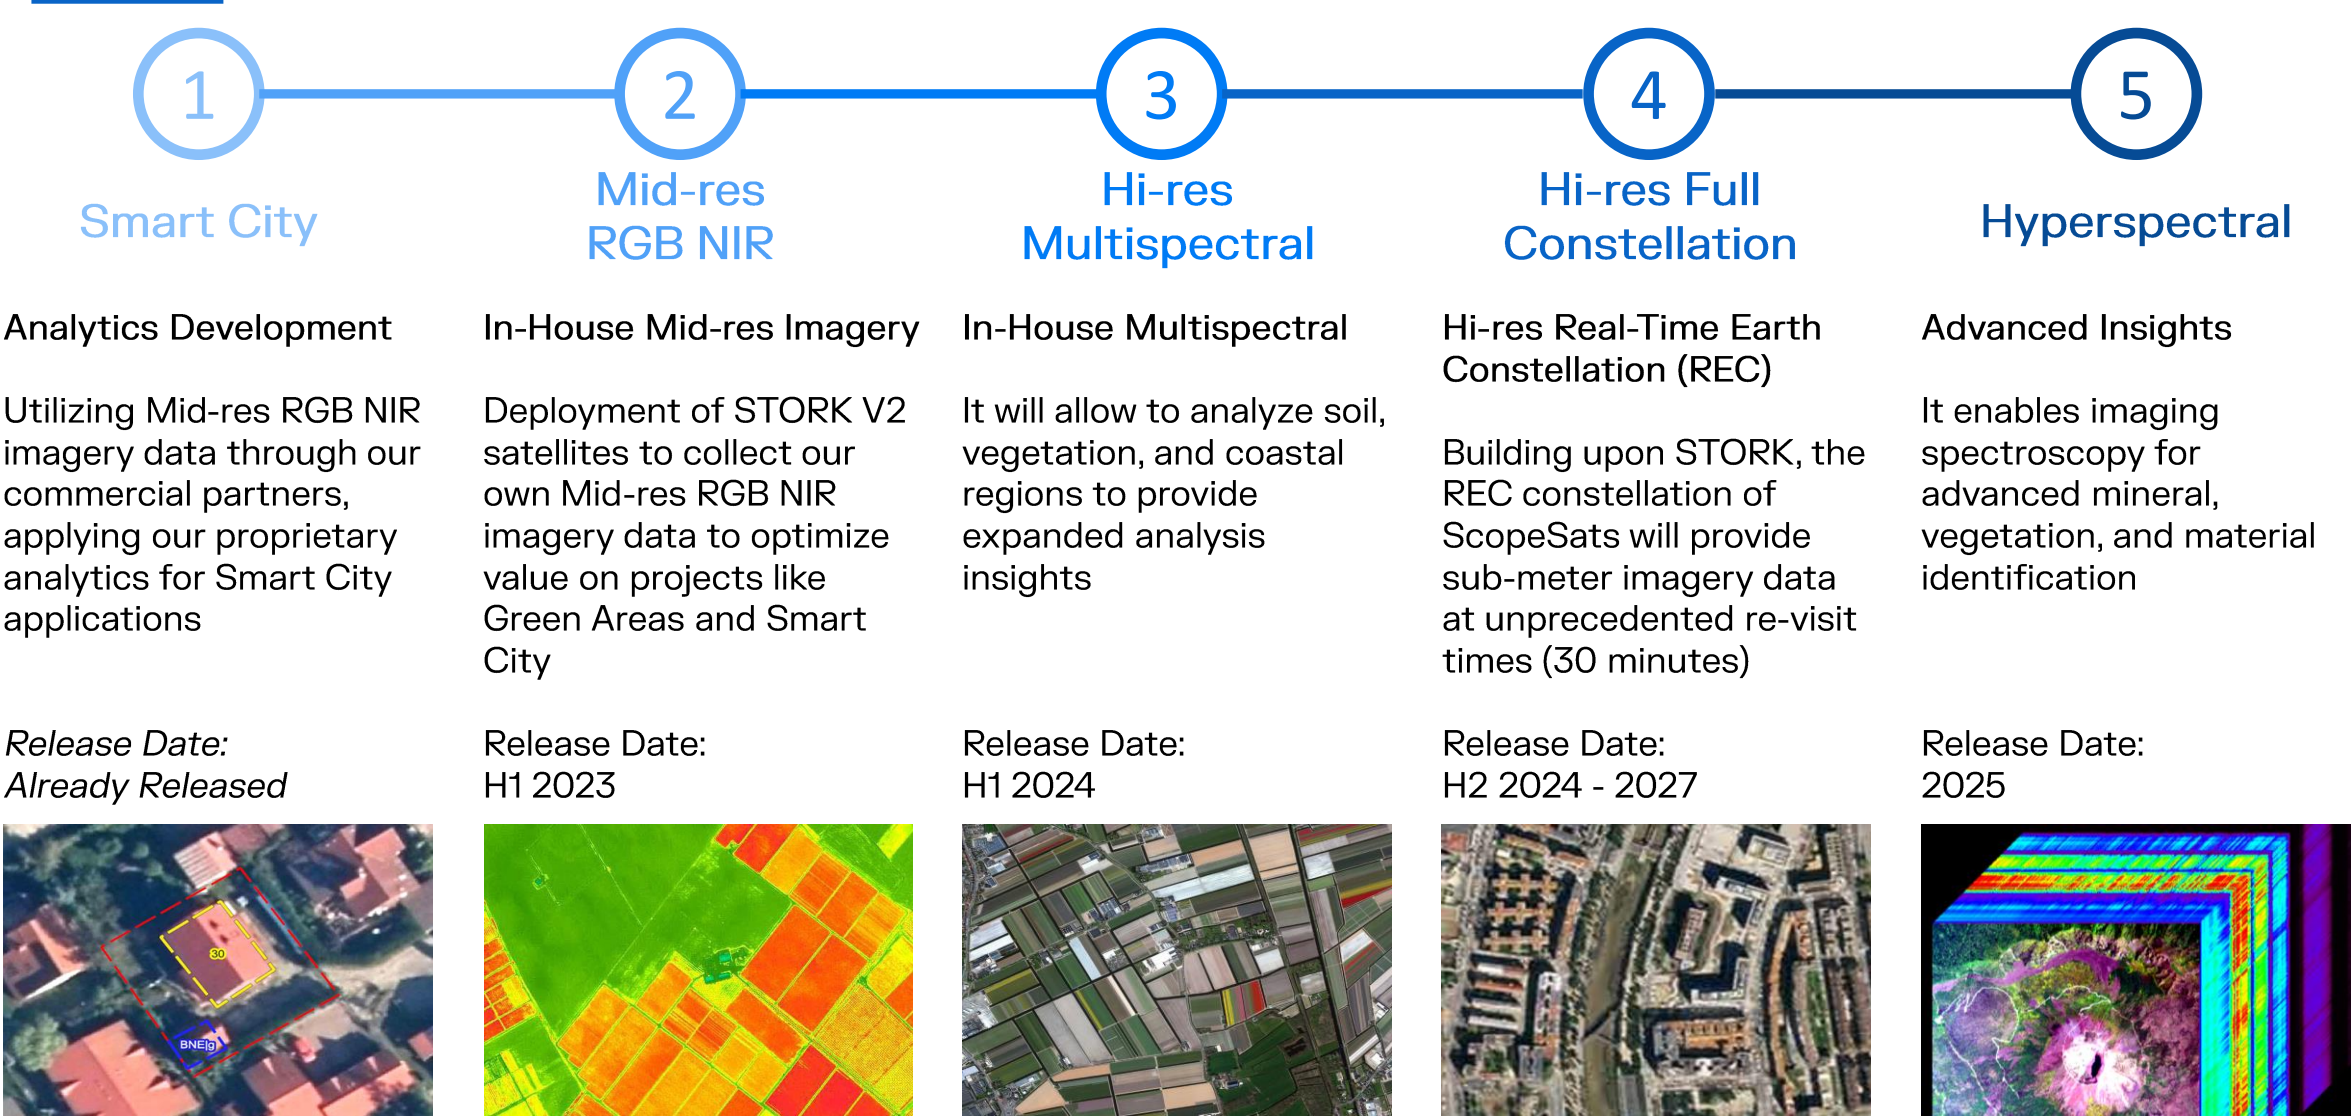 1
2
3
4
5
Smart City
Mid-res
RGB NIR
Hi-res
Multispectral
Hi-res Full
Constellation
Hyperspectral
Analytics Development
Utilizing Mid-res RGB NIR
imagery data through our
commercial partners,
applying our proprietary
analytics for Smart City
applications
Release Date:
Already Released
In-House Mid-res Imagery
Deployment of STORK V2
satellites to collect our
own Mid-res RGB NIR
imagery data to optimize
value on projects like
Green Areas and Smart
City
Release Date:
H1 2023
In-House Multispectral
It will allow to analyze soil,
vegetation, and coastal
regions to provide
expanded analysis
insights
Release Date:
H1 2024
Hi-res Real-Time Earth
Constellation (REC)
Building upon STORK, the
REC constellation of
ScopeSats will provide
sub-meter imagery data
at unprecedented re-visit
times (30 minutes)
Release Date:
H2 2024 - 2027
Advanced Insights
It enables imaging
spectroscopy for
advanced mineral,
vegetation, and material
identification
Release Date:
2025
30
BNE|g